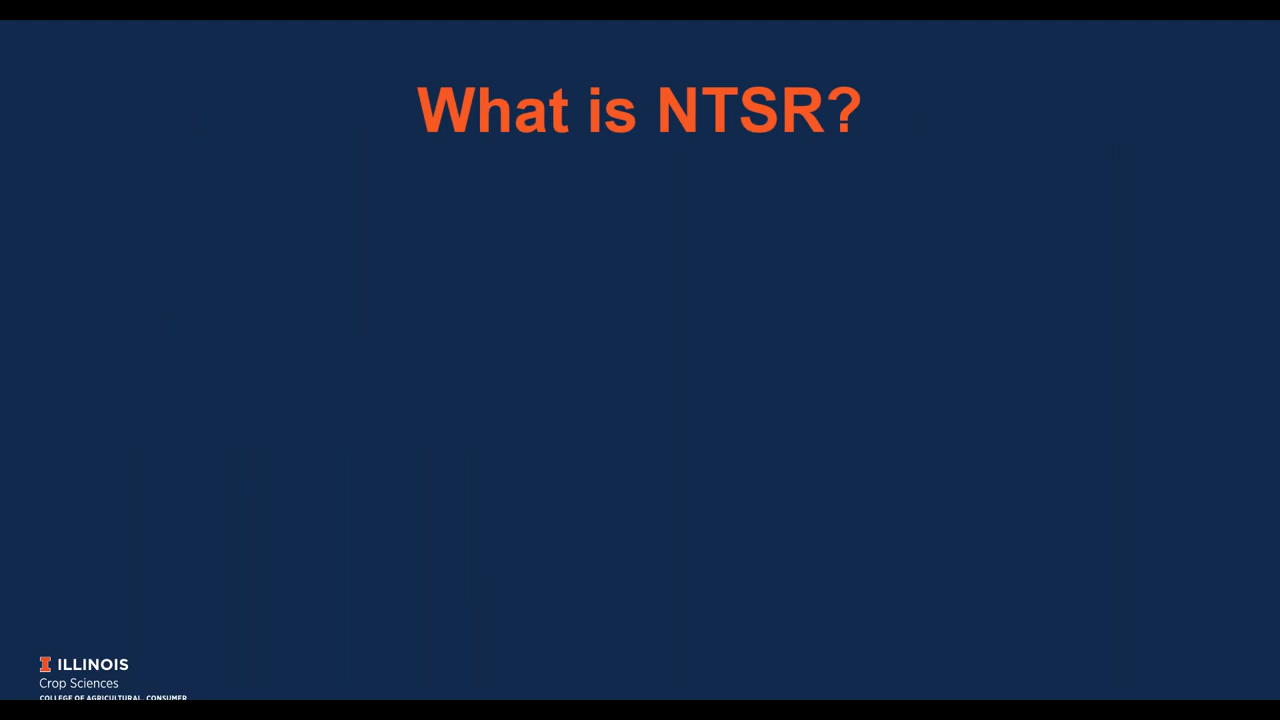 What is NTSR?
I ILLINOIS
Crop Sciences
COLLEGE OF AGRICULTURAL, CONSUMER